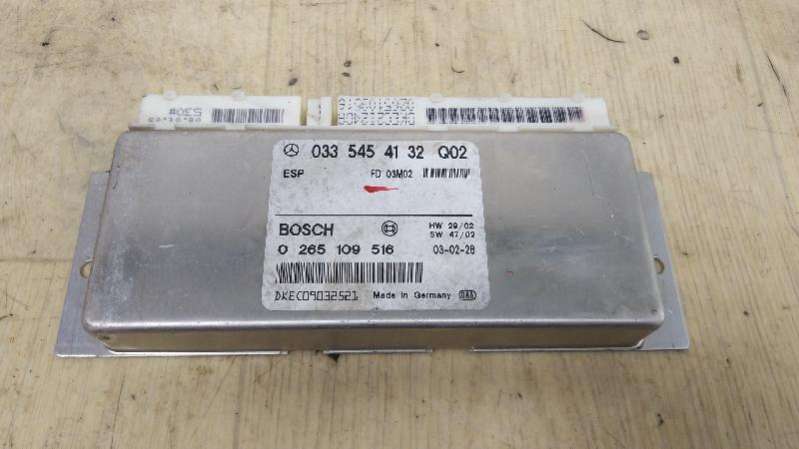 #0ES
033 545 41 32 Q02
ESP FD 03M02
BOSCH HW 29/02
SW 47/02
0 265 109 516 03-02-28
DKEC09032521 Made in Germany